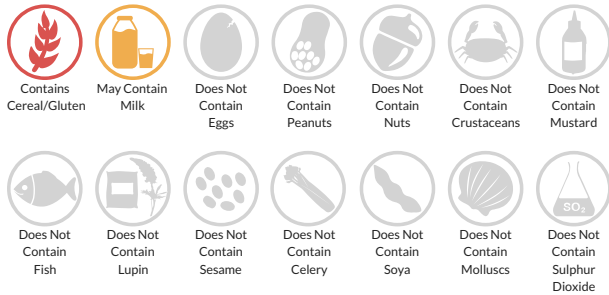 Contains
Cereal/Gluten
May Contain
Milk
Does Not
Contain
Eggs
Does Not
Contain
Peanuts
Does Not
Contain
Nuts
Does Not
Contain
Crustaceans
Does Not
Contain
Mustard
Does Not
Contain
Fish
Does Not
Contain
Lupin
Does Not
Contain
Sesame
Does Not
Contain
Celery
Does Not
Contain
Soya
Does Not
Contain
Molluscs
SO₂
Does Not
Contain
Sulphur
Dioxide